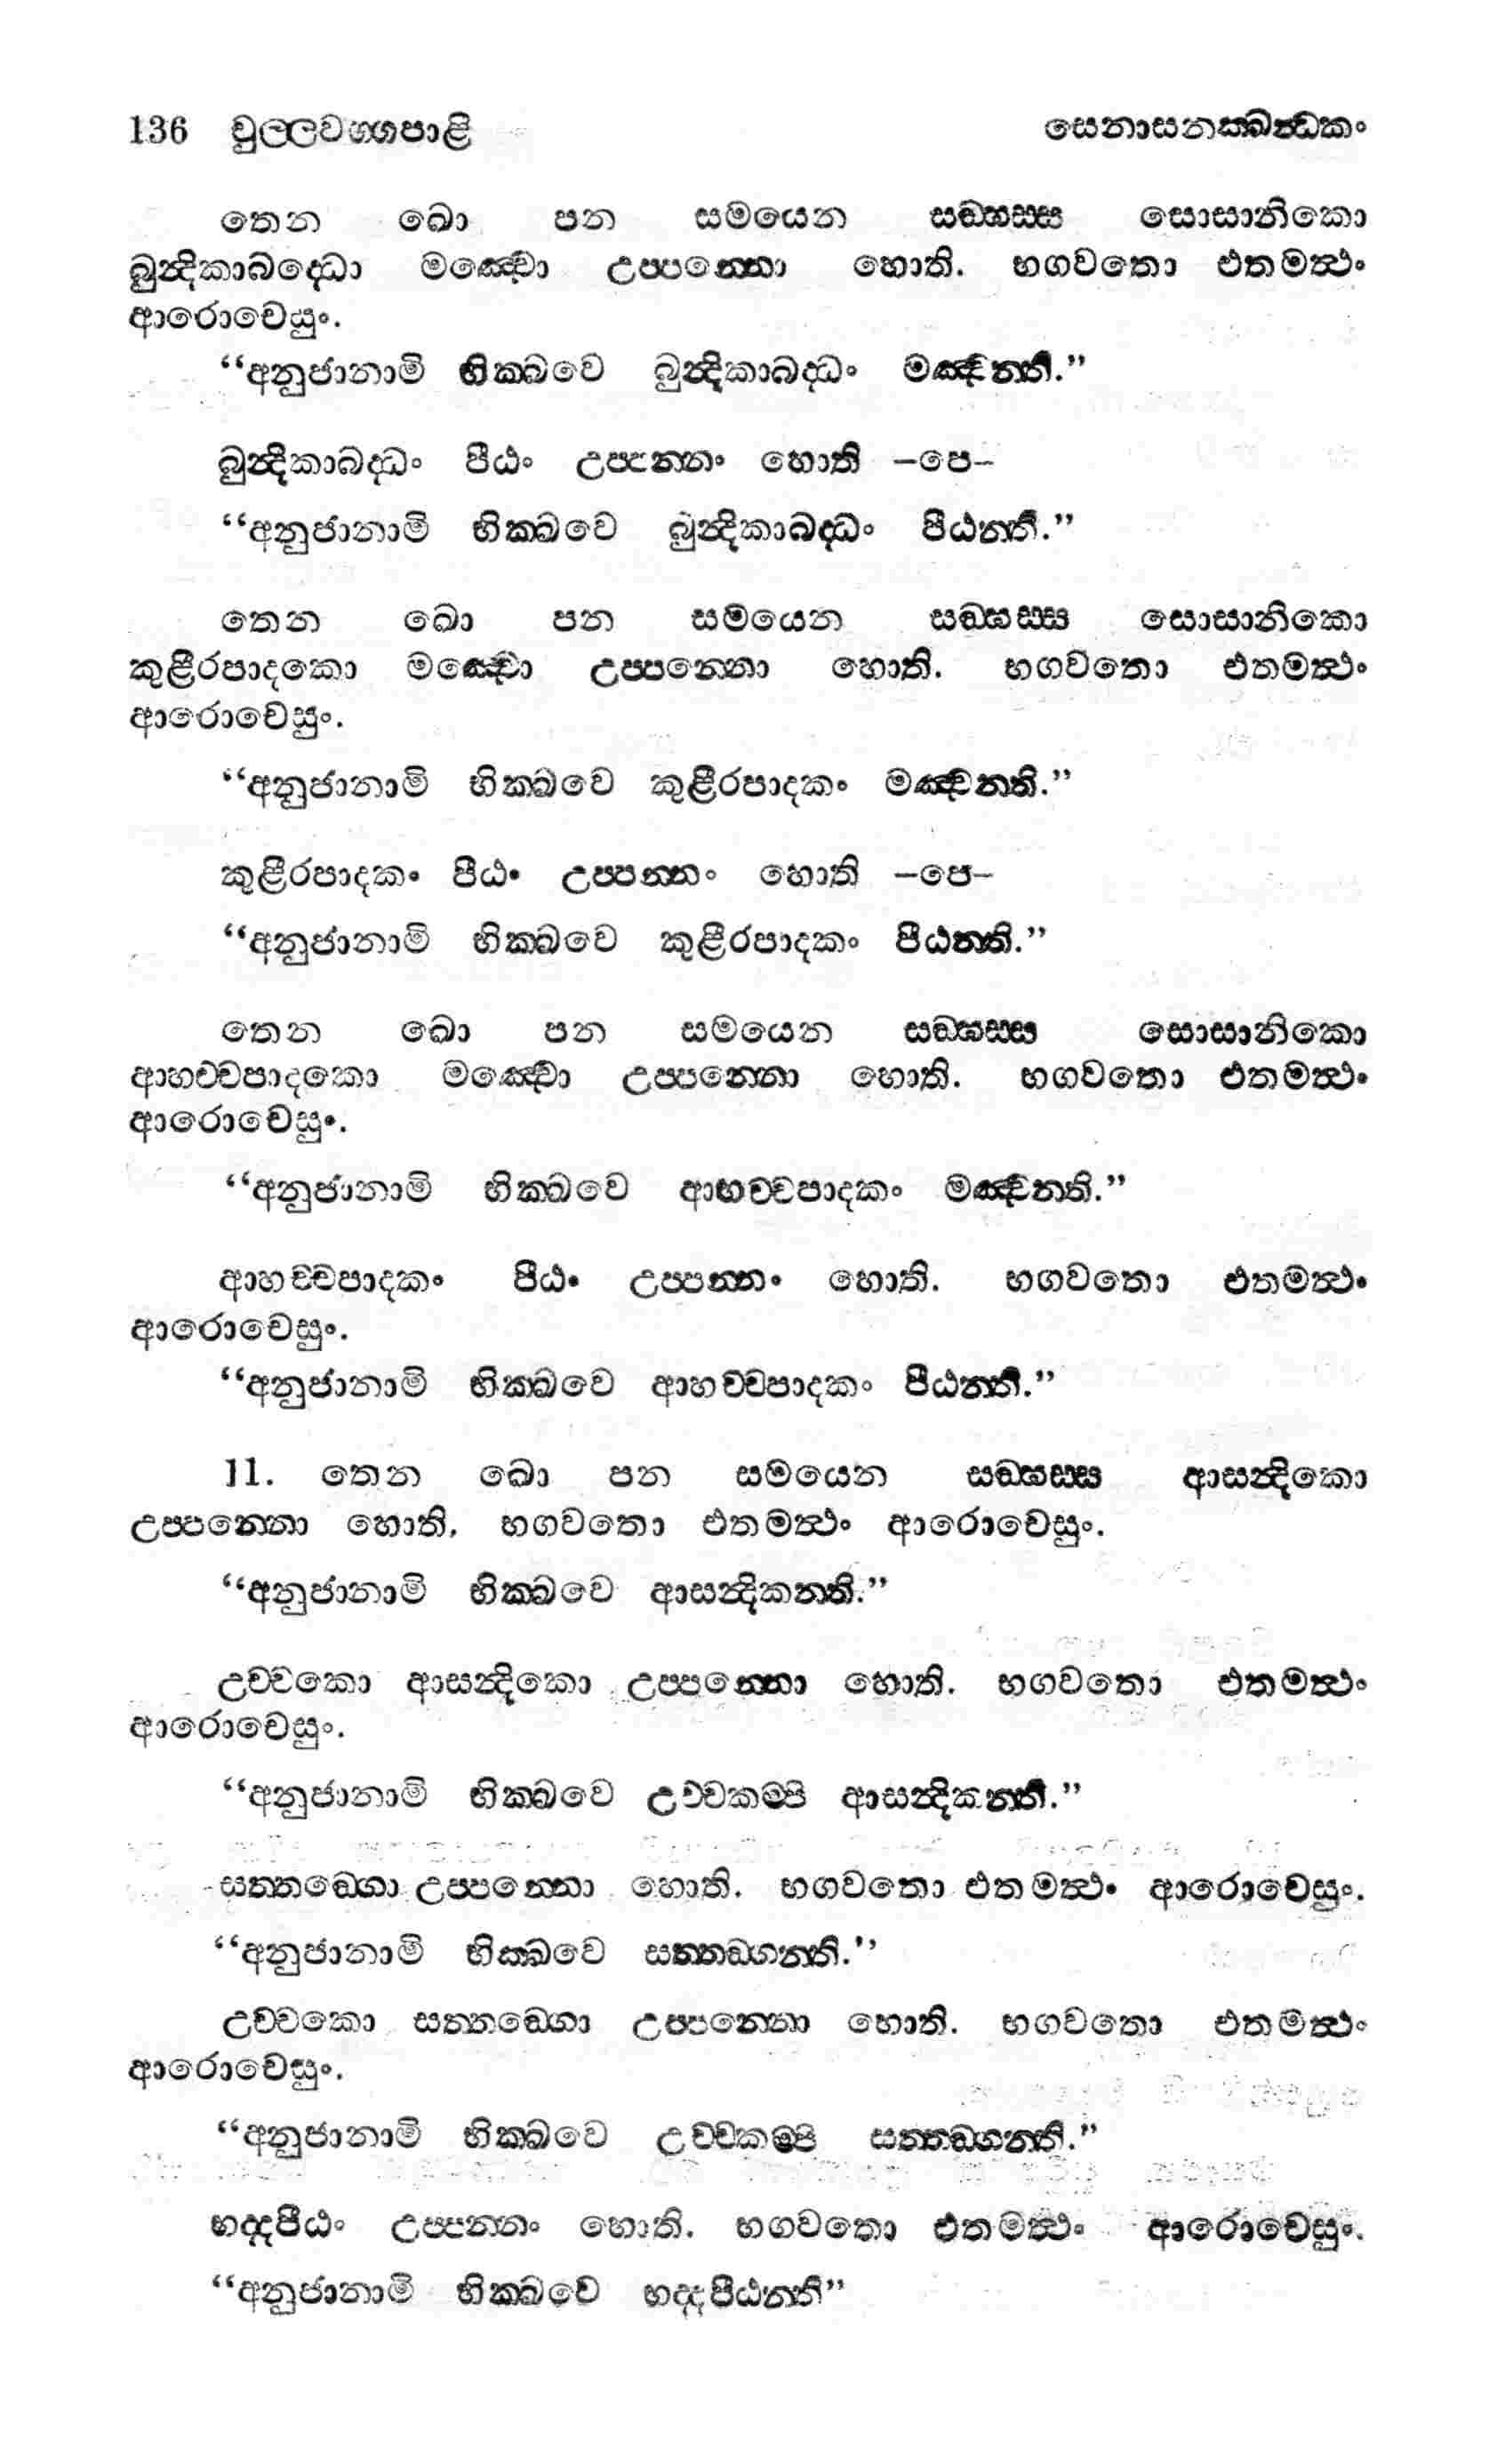 136 චුල්ලවග්ගපාළි සෙනාසනක්ඛන්ධකං
තෙන ඛො පන සමයෙන සඞ්ඝස්ස සොසානිකො
බුන්දිකාබද්ධො මඤ්චො උප්පන්නො හොති. භගවතො එතමත්ථං
ආරොචෙයුං.
“අනුජානාමි භික්ඛවෙ බුන්දිකාබද්ධං මඤ්චන්ති.”
බුන්දිකාබද්ධං පීඨං උප්පන්නං හොති –පෙ–
“අනුජානාමි භික්ඛවෙ බුන්දිකාබද්ධං පීඨන්ති.”
තෙන ඛො පන සමයෙන සඞ්ඝස්ස සොසානිකො
කුළීරපාදකො මඤ්චො උප්පන්නො හොති. භගවතො එතමත්ථං
ආරොචෙසුං.
“අනුජානාමි භික්ඛවෙ කුළීරපාදකං මඤ්චන්ති.”
කුළීරපාදකං පීඨං උප්පන්නං හොති –පෙ–
“අනුජානාමි භික්ඛවෙ කුළීරපාදකං පීඨන්ති.”
තෙන ඛො පන සමයෙන සඞ්ඝස්ස සොසානිකො
ආහච්චපාදකො මඤ්චො උප්පන්නො හොති. භගවතො එතමත්ථං
ආරොචෙසුං.
“අනුජානාමි භික්ඛවෙ ආභච්චපාදකං මඤ්චන්ති.”
ආහච්චපාදකං පීඨං උප්පන්නං හොති. භගවතො එතමත්ථං
ආරොචෙසුං.
“අනුජානාමි භික්ඛවෙ ආහච්චපාදකං පීඨන්ති.”
11. තෙන ඛො පන සමයෙන සඞ්ඝස්ස ආසන්දිකො
උප්පන්නො හොති, භගවතො එතමත්ථං ආරොචෙසුං.
“අනුජානාමි භික්ඛවෙ ආසන්දිකන්ති.”
උච්චකො ආසන්දිකො උප්පන්නො හොති. භගවතො එතමත්ථං
ආරොචෙසුං.
“අනුජානාමි භික්ඛවෙ උච්චකම්පි ආසන්දිකන්ති.”
සත්තඞ්ගො උප්පන්නො හොති. භගවතො එතමත්ථං ආරොචෙසුං.
“අනුජානාමි භික්ඛවෙ සත්තඞ්ගන්ති.”
උච්චකො සත්තඞ්ගො උප්පන්නො හොති. භගවතො එතමත්ථං
ආරොචෙසුං.
“අනුජානාමි භික්ඛවෙ උච්චකම්පි සත්තඞ්ගන්ති.”
භද්දපීඨං උප්පන්නං හොති. භගවතො එතමත්ථං ආරොචෙසුං.
“අනුජානාමි භික්ඛවෙ භද්දපීඨන්ති”